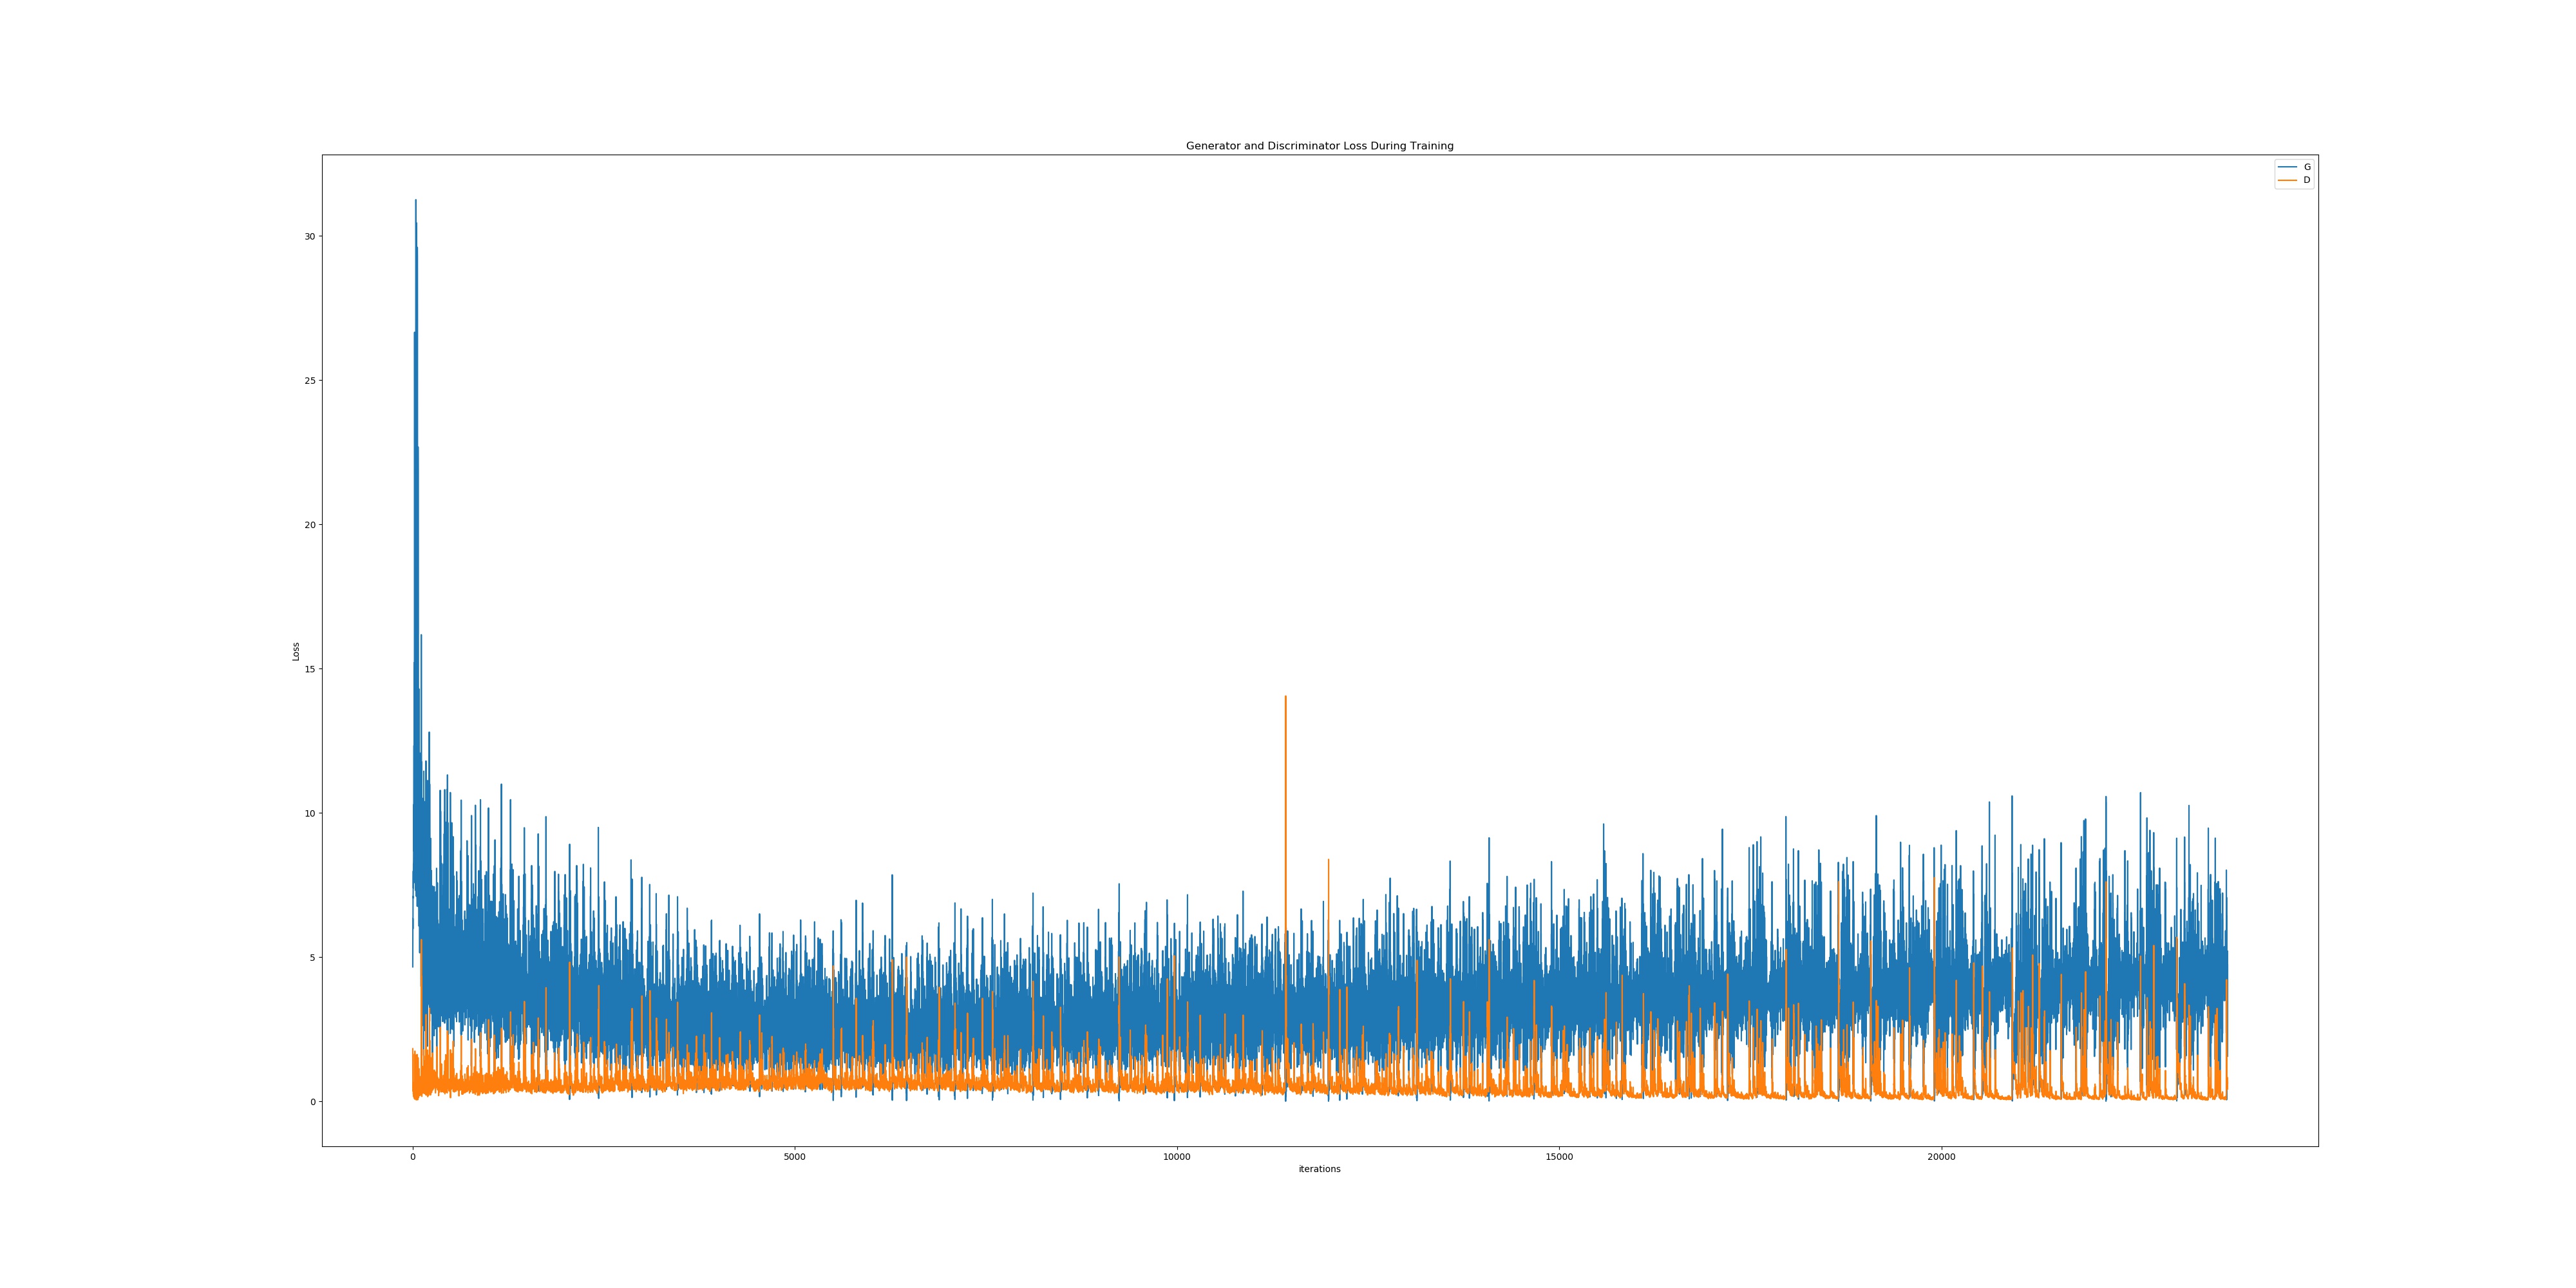 Generator and Discriminator Loss During Training
G
D
30
25
20
15
10
5
0
Loss
0
5000
10000
15000
20000
iterations